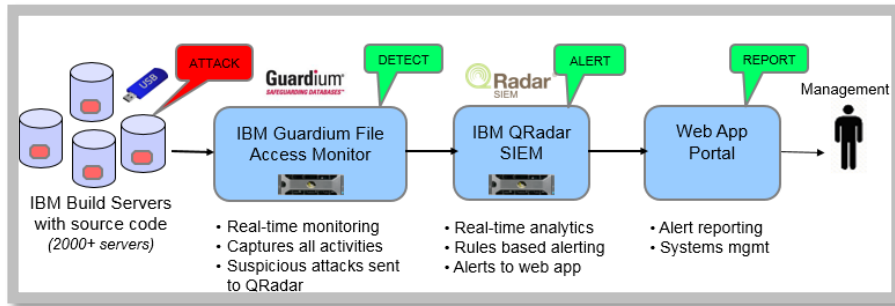 USB
ATTACK
Guardium®
SAFEGUARDING DATABASES™
DETECT
QRadar
SIEM
ALERT
REPORT
Management
IBM Guardium File
Access Monitor
IBM QRadar
SIEM
Web App
Portal
IBM Build Servers
with source code
(2000+ servers)
• Real-time monitoring
• Captures all activities
• Suspicious attacks sent
to QRadar
• Real-time analytics
• Rules based alerting
• Alerts to web app
• Alert reporting
• Systems mgmt